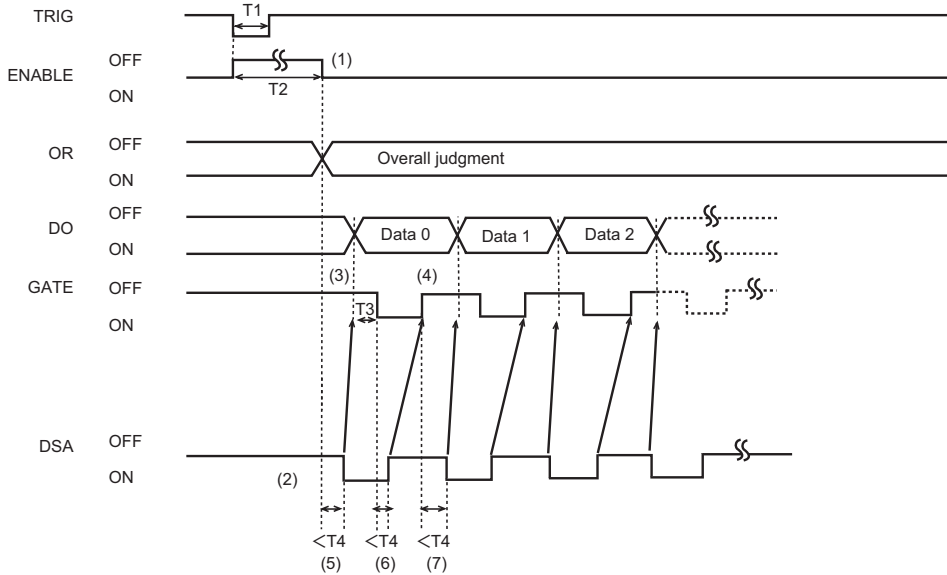 TRIG
T1
ENABLE
OFF
(1)
T2
ON
OR
OFF
Overall judgment
ON
DO
OFF
Data 0
Data 1
Data 2
ON
GATE
OFF
(3)
(4)
T3
ON
DSA
OFF
ON
(2)
<T4
<T4
<T4
(5)
(6)
(7)